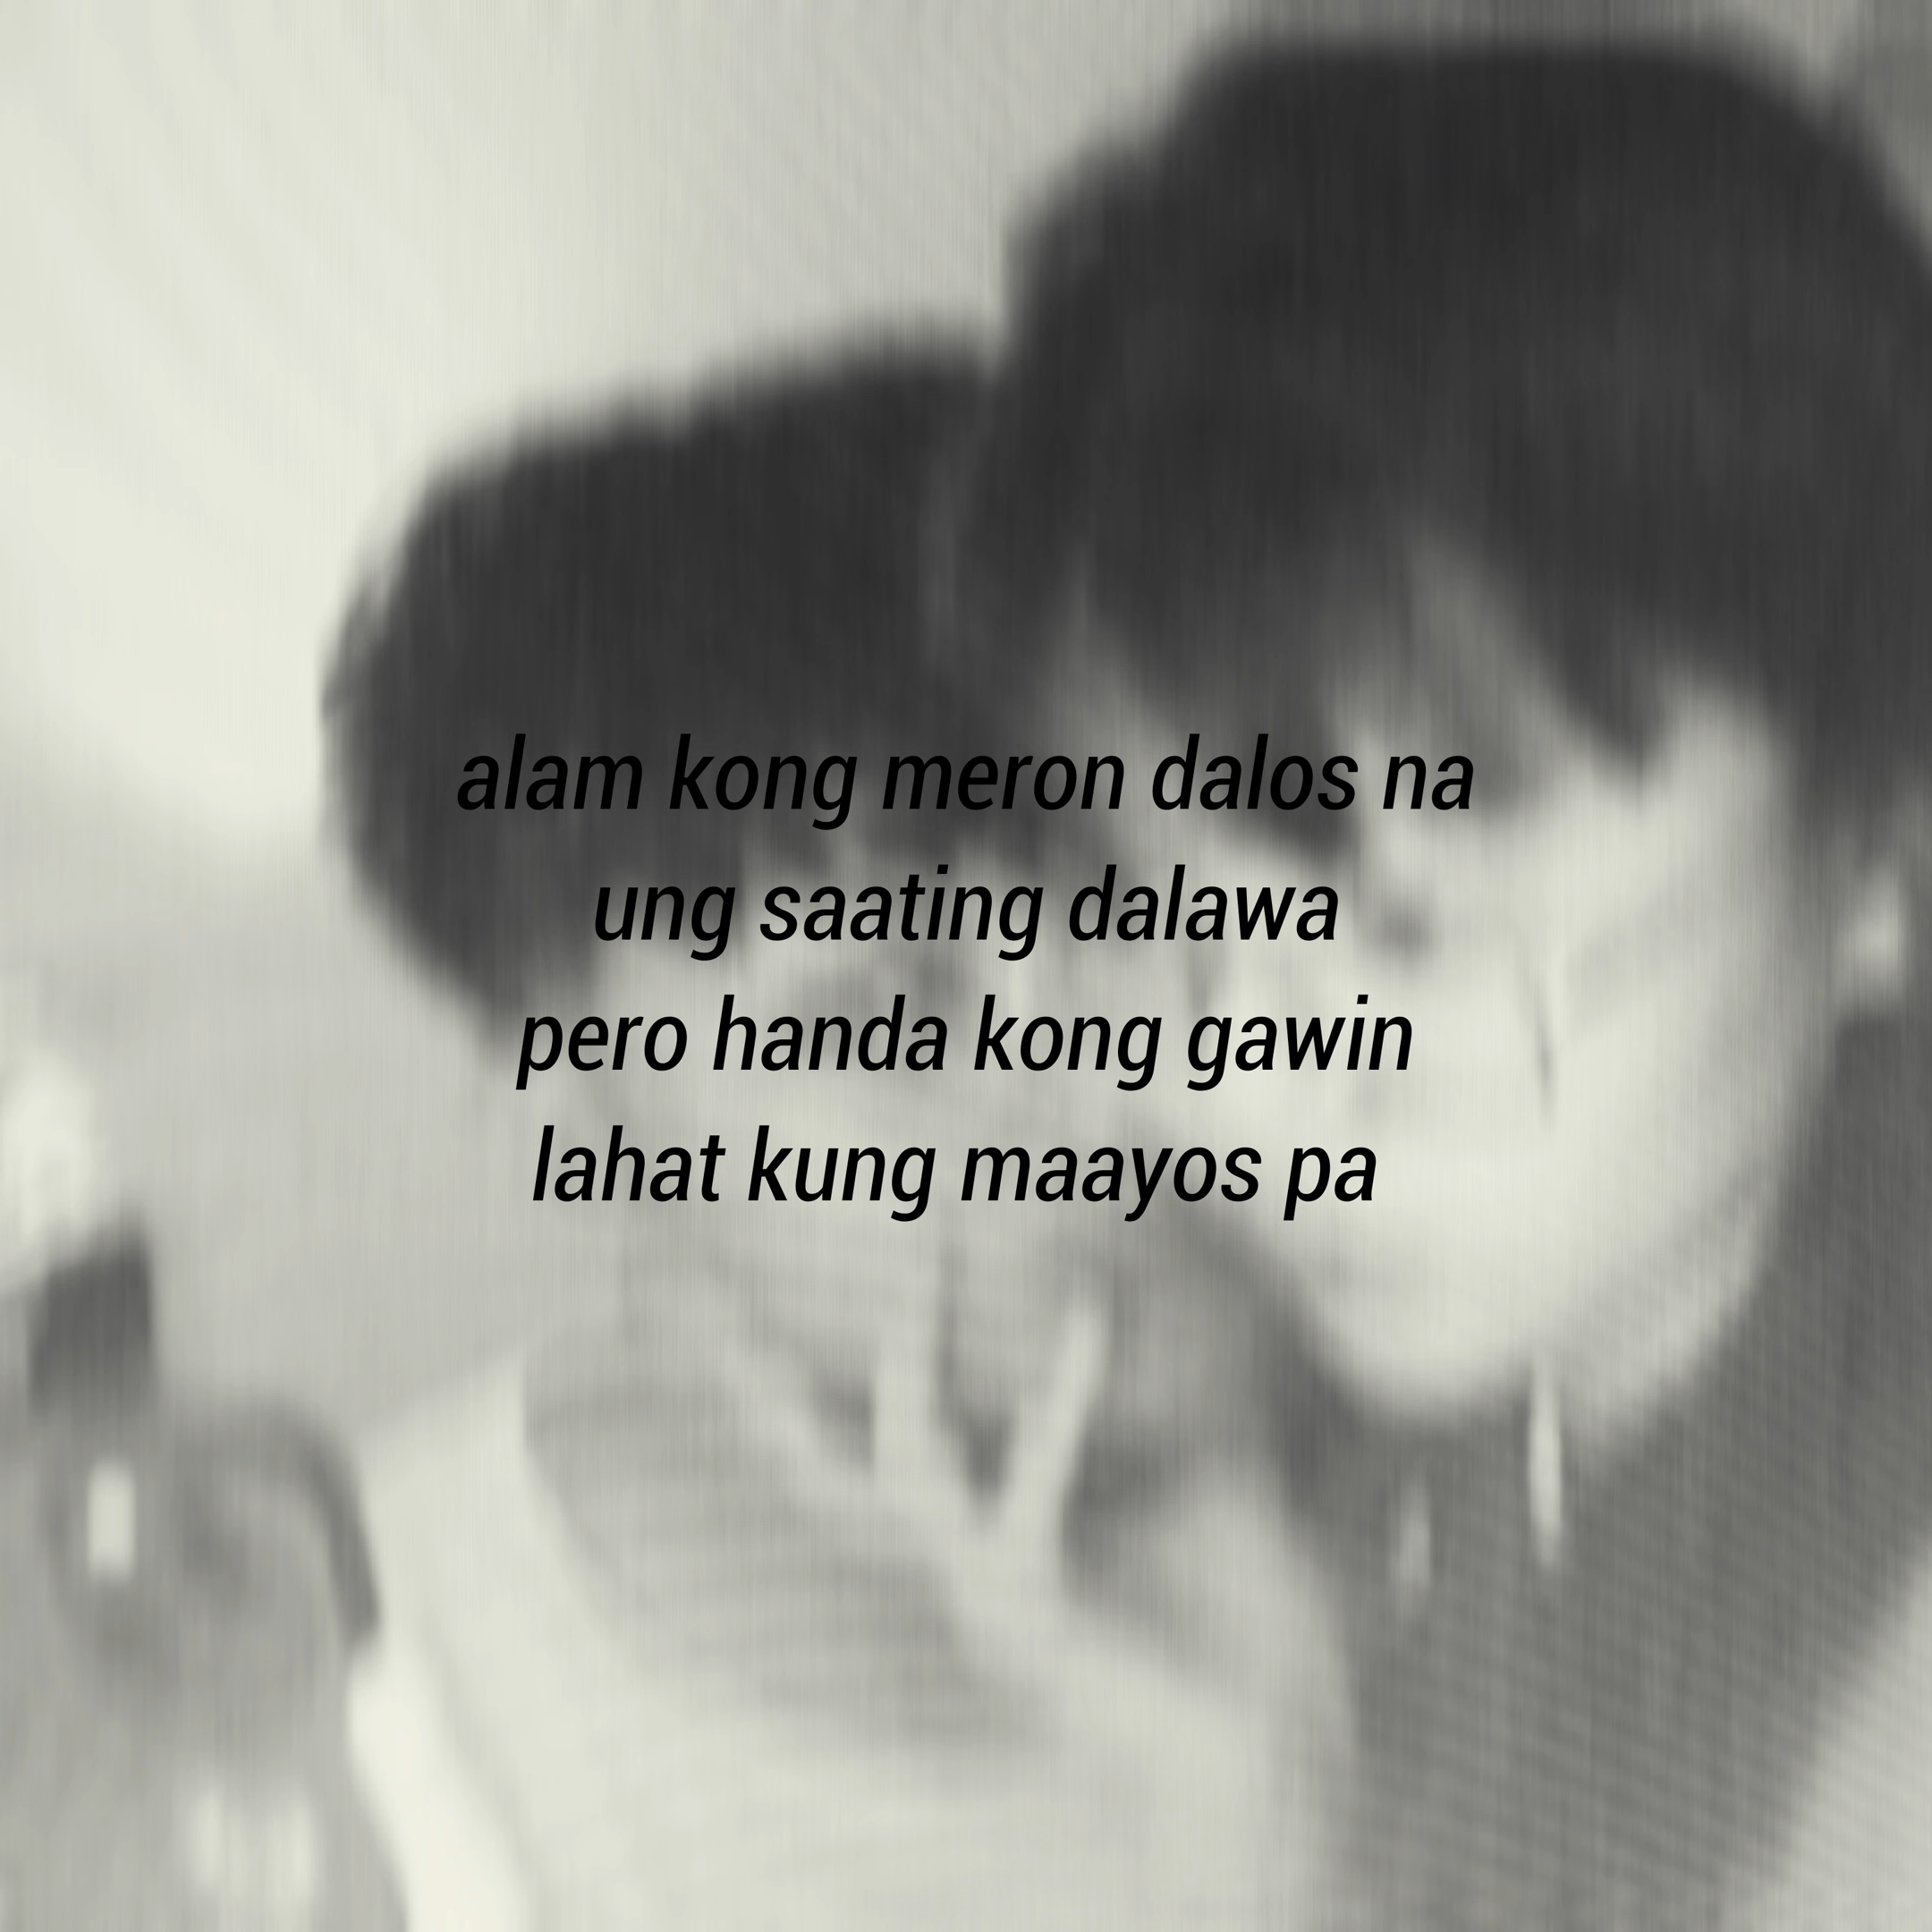 alam kong meron dalos na
ung saating dalawa
pero handa kong gawin
lahat kung maayos pa